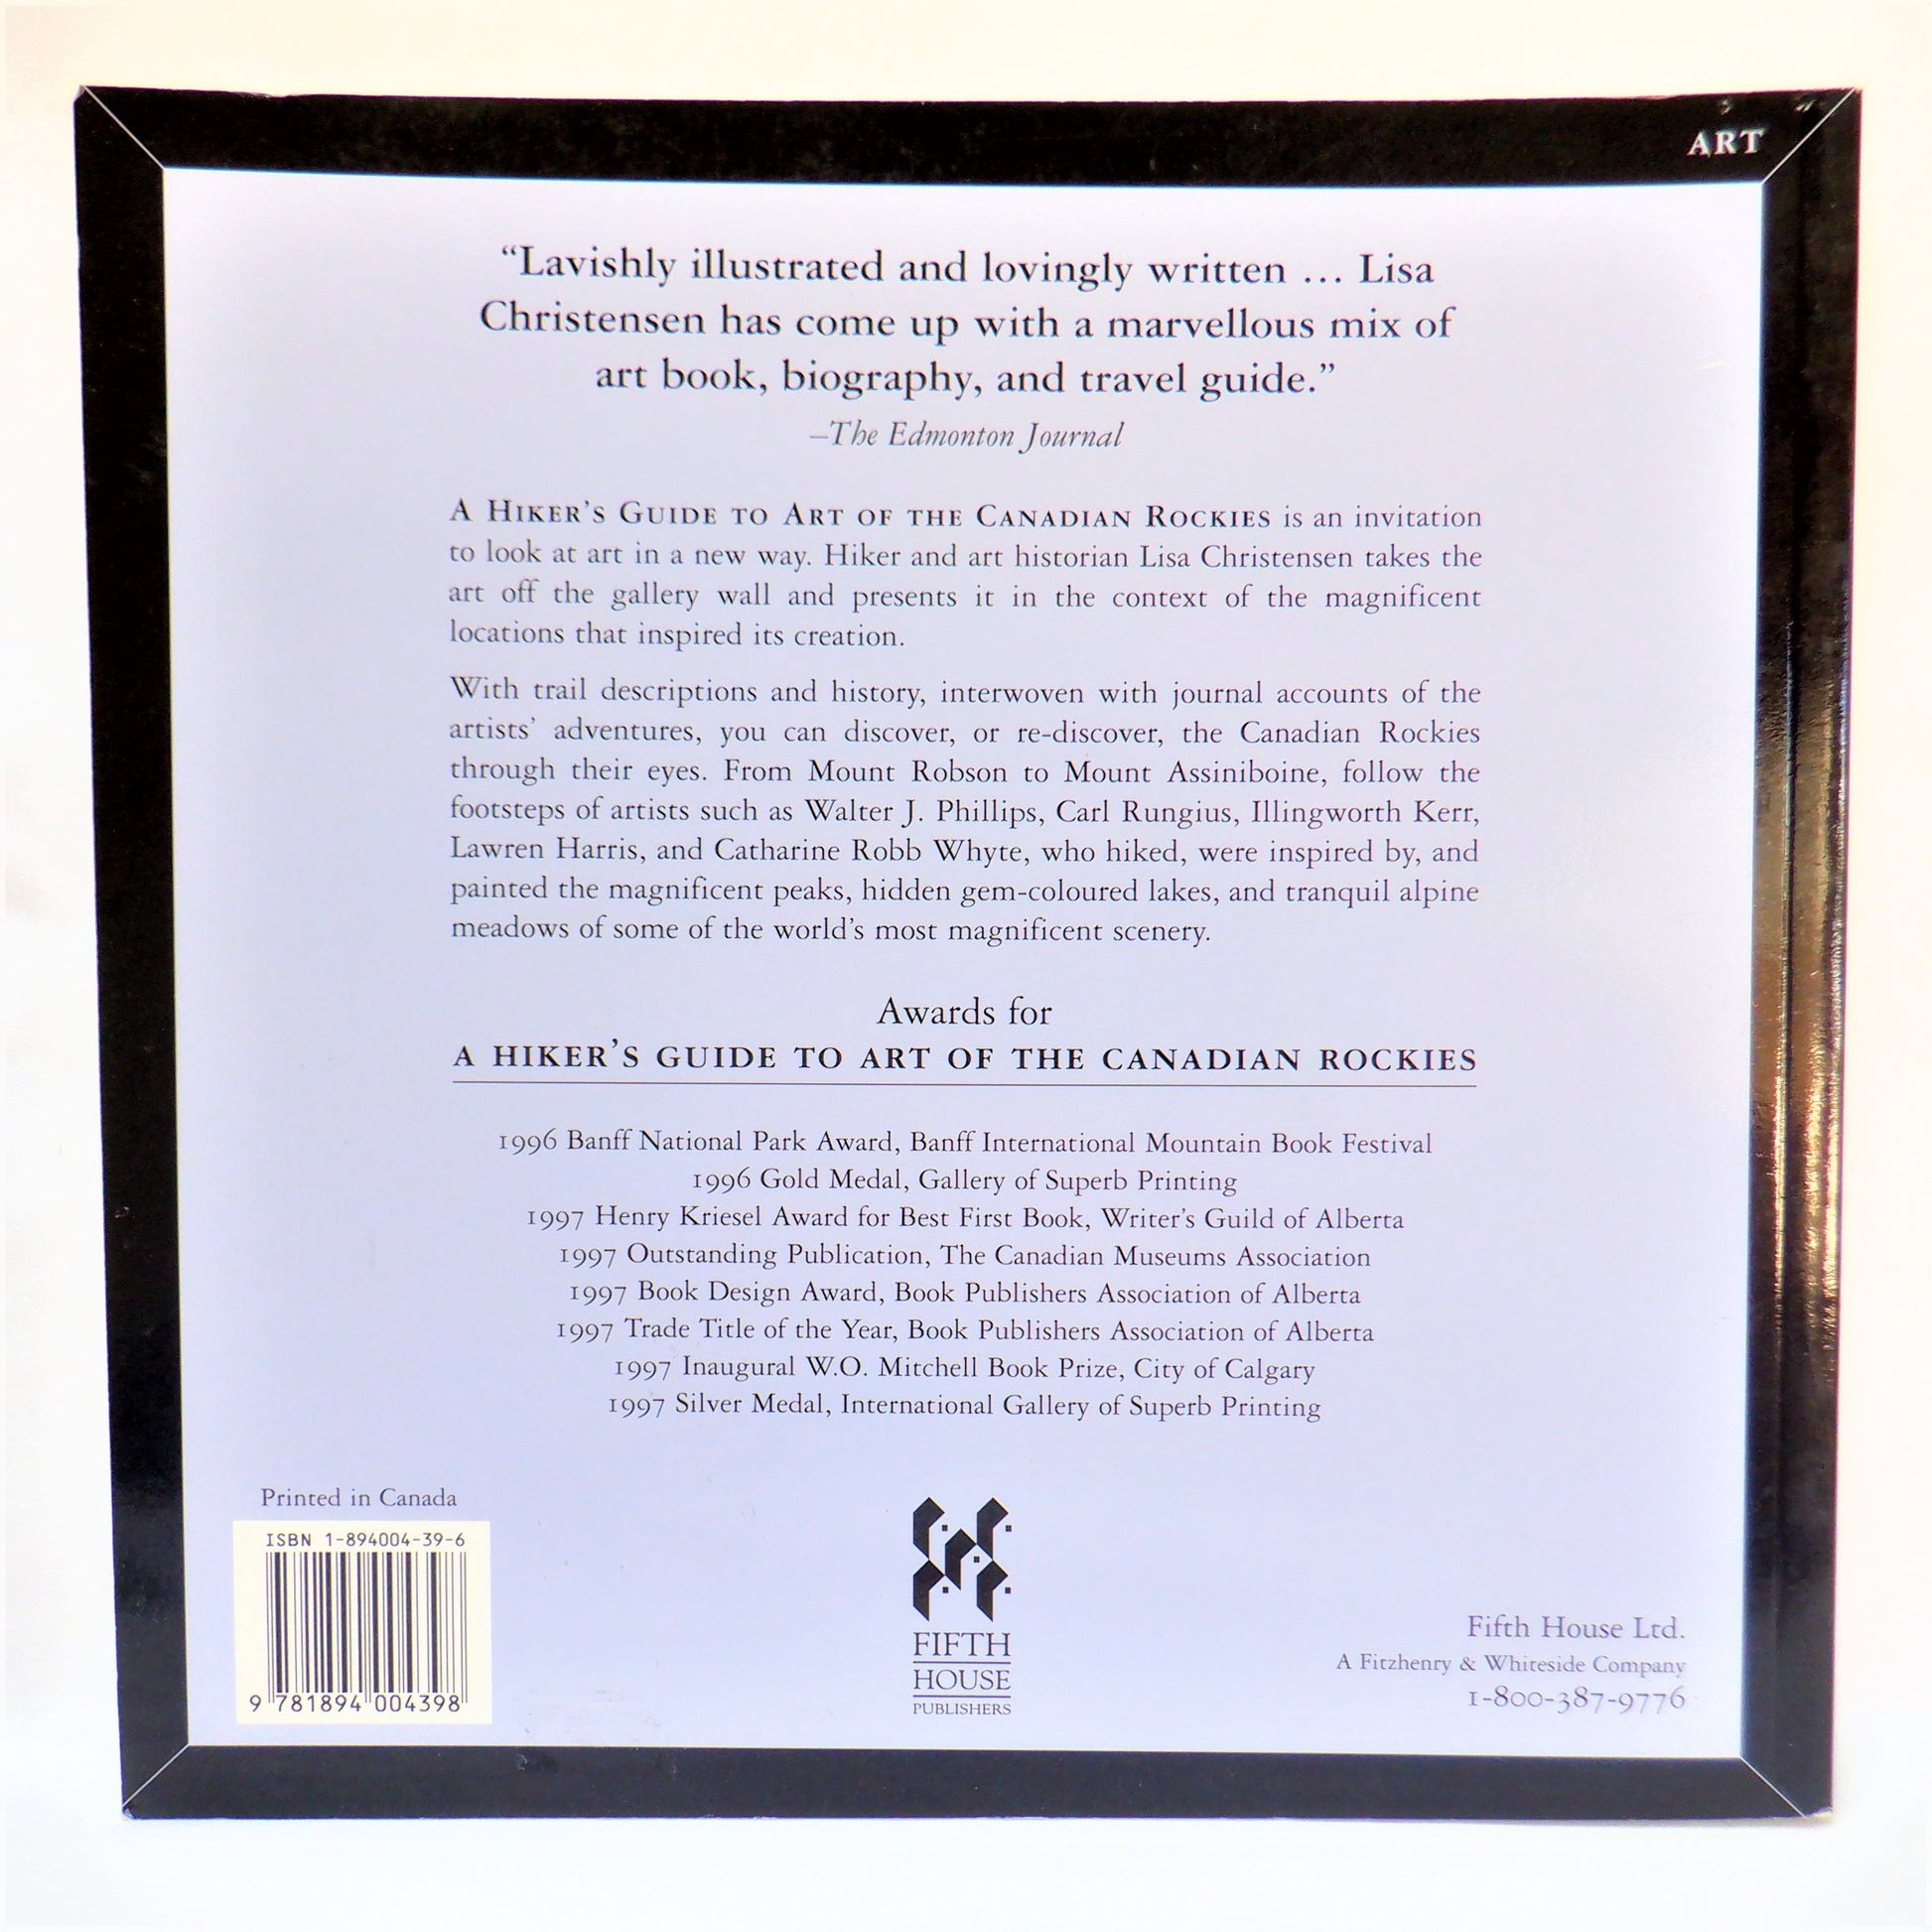 ART
“Lavishly illustrated and lovingly written ... Lisa
Christensen has come up with a marvellous mix of
art book, biography, and travel guide.”
–The Edmonton Journal
A HIKER’S GUIDE TO ART OF THE CANADIAN ROCKIES is an invitation
to look at art in a new way. Hiker and art historian Lisa Christensen takes the
art off the gallery wall and presents it in the context of the magnificent
locations that inspired its creation.
With trail descriptions and history, interwoven with journal accounts of the
artists’ adventures, you can discover, or re-discover, the Canadian Rockies
through their eyes. From Mount Robson to Mount Assiniboine, follow the
footsteps of artists such as Walter J. Phillips, Carl Rungius, Illingworth Kerr,
Lawren Harris, and Catharine Robb Whyte, who hiked, were inspired by, and
painted the magnificent peaks, hidden gem-coloured lakes, and tranquil alpine
meadows of some of the world’s most magnificent scenery.
Awards for
A HIKER’S GUIDE TO ART OF THE CANADIAN ROCKIES
1996 Banff National Park Award, Banff International Mountain Book Festival
1996 Gold Medal, Gallery of Superb Printing
1997 Henry Kriesel Award for Best First Book, Writer’s Guild of Alberta
1997 Outstanding Publication, The Canadian Museums Association
1997 Book Design Award, Book Publishers Association of Alberta
1997 Trade Title of the Year, Book Publishers Association of Alberta
1997 Inaugural W.O. Mitchell Book Prize, City of Calgary
1997 Silver Medal, International Gallery of Superb Printing
Printed in Canada
ISBN 1-894004-39-6
9 781894 004398
FIFTH
HOUSE
PUBLISHERS
Fifth House Ltd.
A Fitzhenry & Whiteside Company
1-800-387-9776